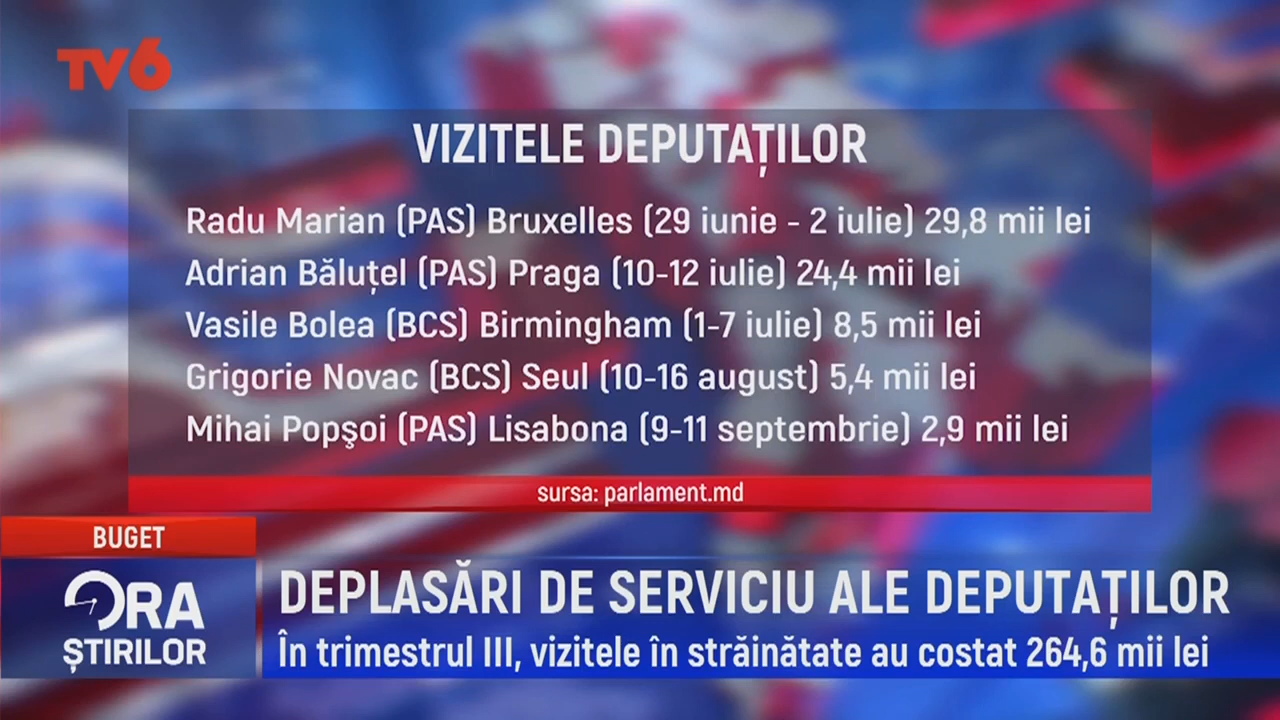 TV6
VIZITELE DEPUTAȚILOR
Radu Marian (PAS) Bruxelles (29 iunie - 2 iulie) 29,8 mii lei
Adrian Băluțel (PAS) Praga (10-12 iulie) 24,4 mii lei
Vasile Bolea (BCS) Birmingham (1-7 iulie) 8,5 mii lei
Grigorie Novac (BCS) Seul (10-16 august) 5,4 mii lei
Mihai Popşoi (PAS) Lisabona (9-11 septembrie) 2,9 mii lei
sursa: parlament.md
BUGET
ORA
ȘTIRILOR
DEPLASĂRI DE SERVICIU ALE DEPUTAȚILOR
În trimestrul III, vizitele în străinătate au costat 264,6 mii lei